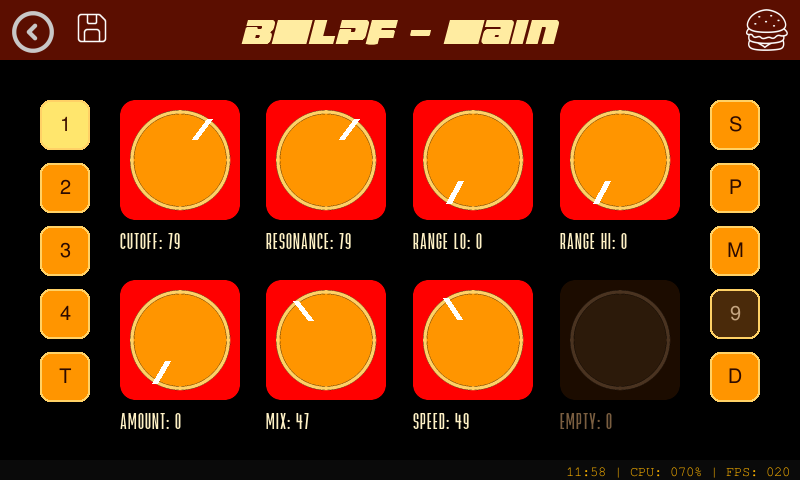 BMLPF - Main
1
S
2
P
3
M
4
9
T
D
CUTOFF: 79
RESONANCE: 79
RANGE LO: 0
RANGE HI: 0
AMOUNT: 0
MIX: 47
SPEED: 49
EMPTY: 0
11:58 | CPU: 070% | FPS: 020